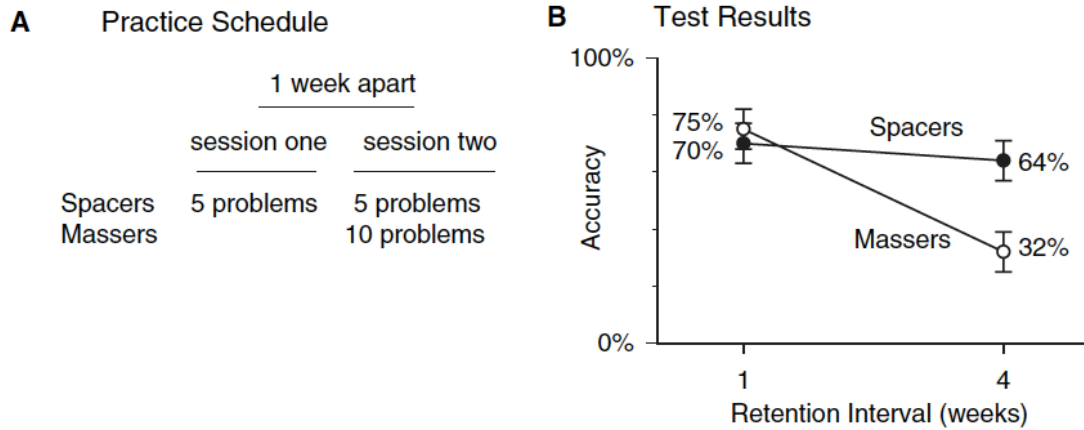 A Practice Schedule
1 week apart
session one session two
Spacers 5 problems 5 problems
Massers 10 problems
B Test Results
100%
75%
70%
Spacers
64%
Massers
32%
Accuracy
0%
1 4
Retention Interval (weeks)